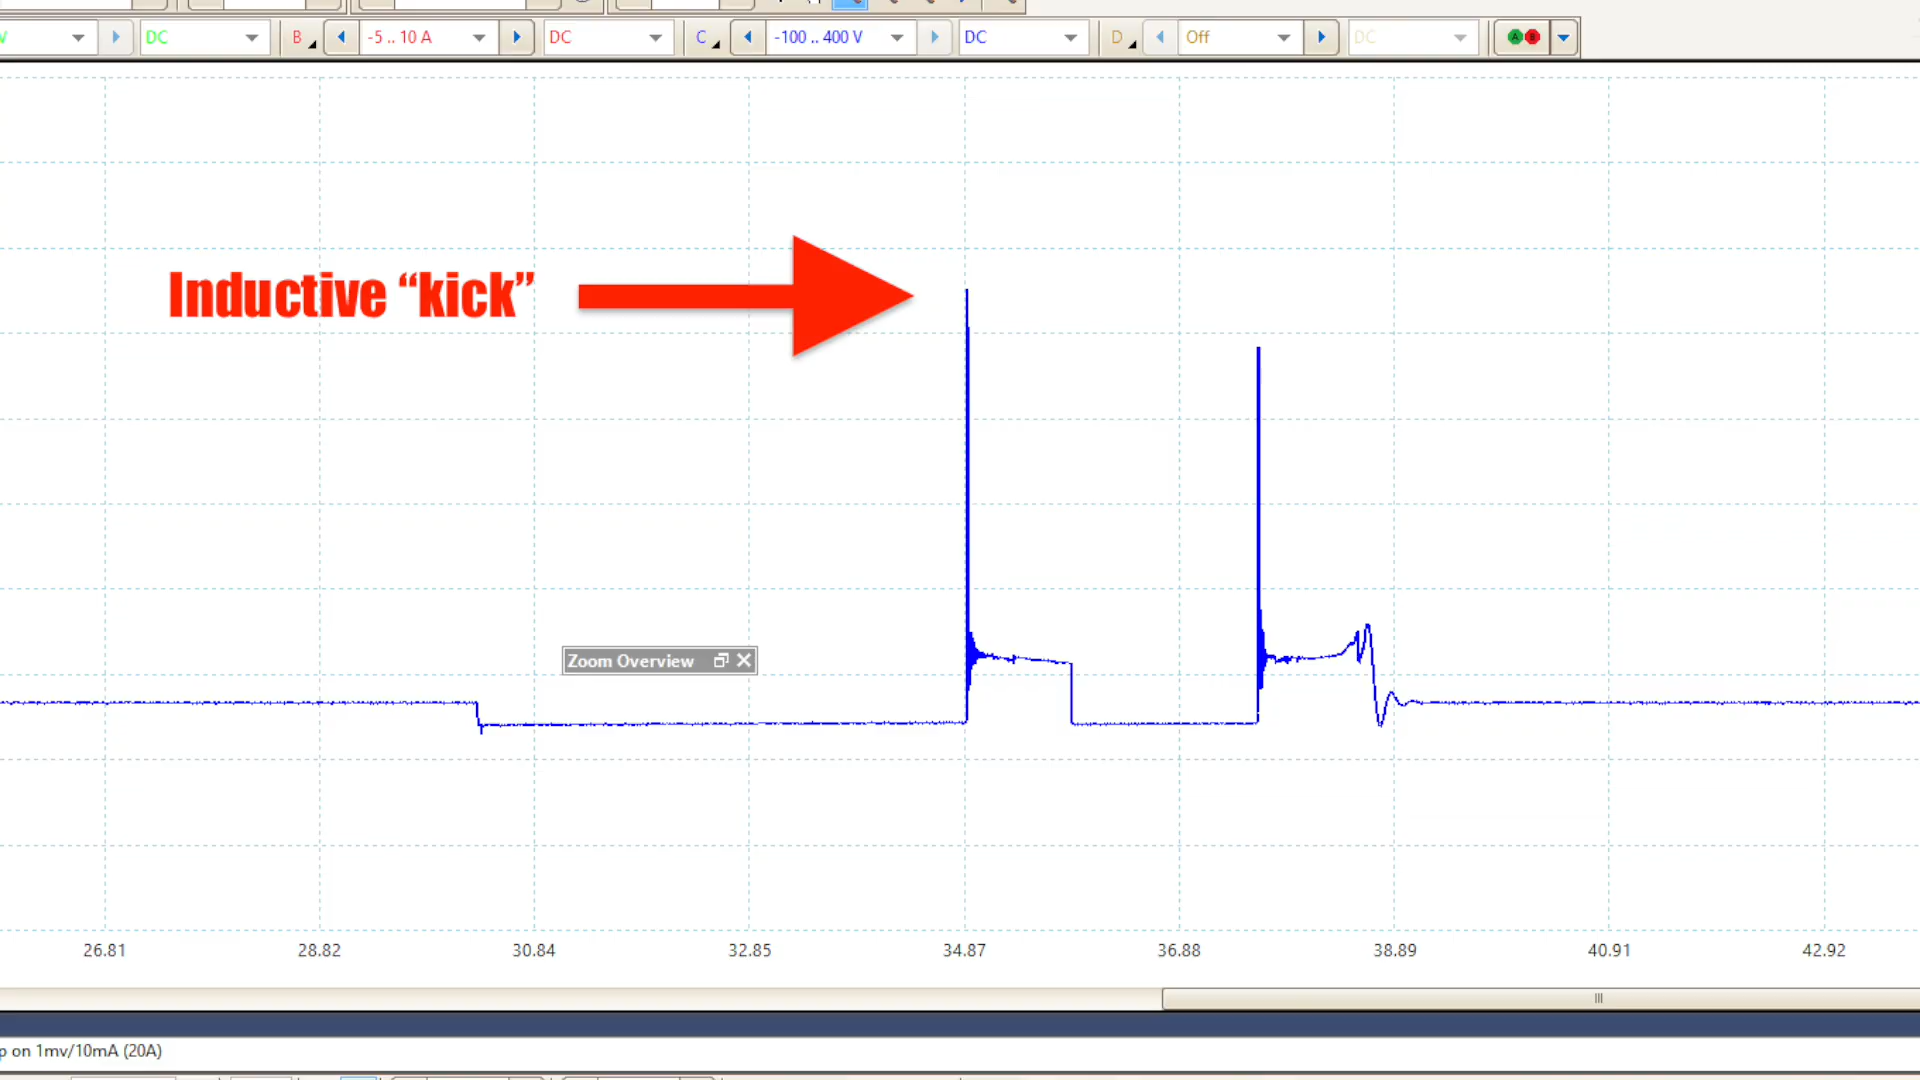 V DC B -5 .. 10 A DC C -100 .. 400 V DC D Off DC A B
Inductive “kick”
Zoom Overview
26.81 28.82 30.84 32.85 34.87 36.88 38.89 40.91 42.92
p on 1mv/10mA (20A)